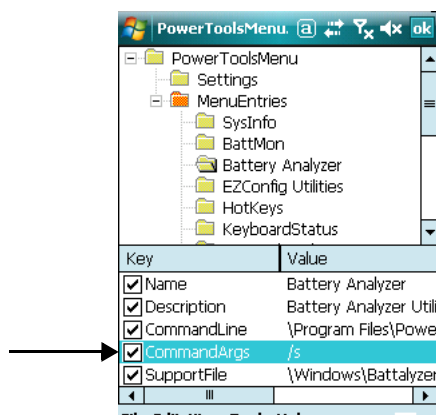 PowerToolsMenu. a ok
PowerToolsMenu
Settings
MenuEntries
SysInfo
BattMon
Battery Analyzer
EZConfig Utilities
HotKeys
KeyboardStatus
Key Value
Name Battery Analyzer
Description Battery Analyzer Utili
CommandLine \Program Files\Powe
CommandArgs /s
SupportFile \Windows\Battalyzer